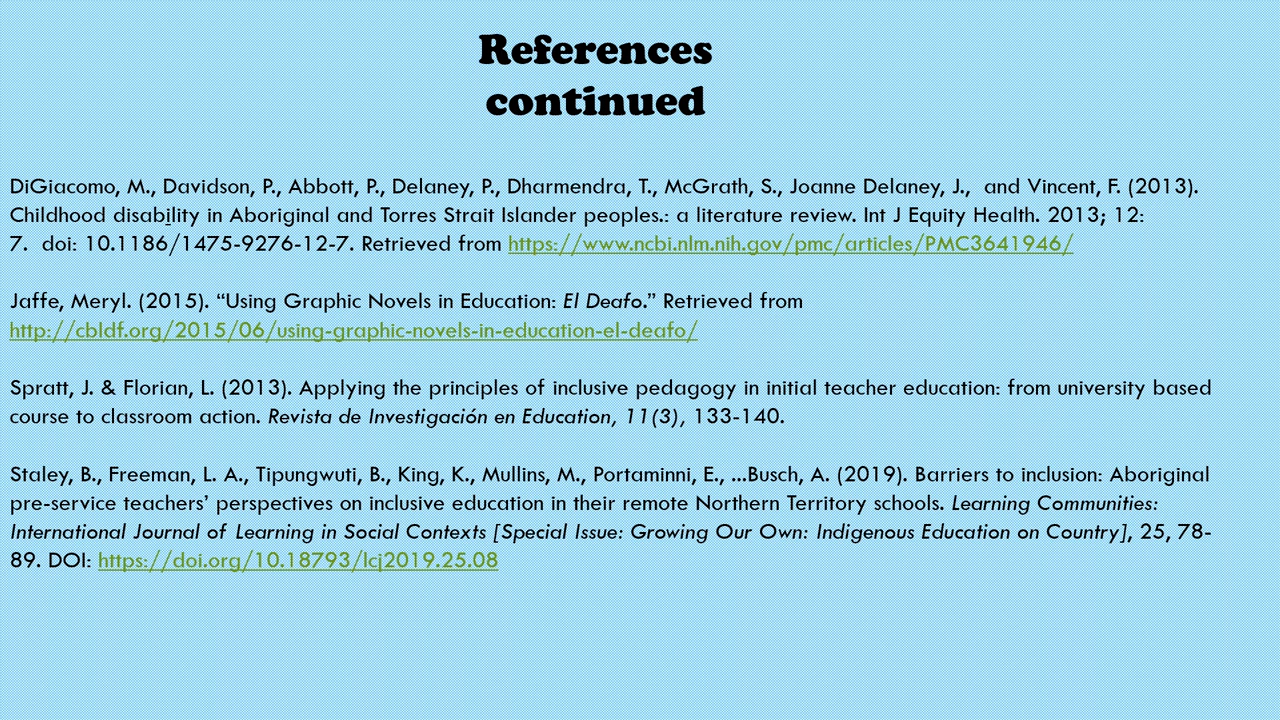 References
continued
DiGiacomo, M., Davidson, P., Abbott, P., Delaney, P., Dharmendra, T., McGrath, S., Joanne Delaney, J.,  and Vincent, F. (2013).
Childhood disability in Aboriginal and Torres Strait Islander peoples.: a literature review. Int J Equity Health. 2013; 12:
7.  doi: 10.1186/1475-9276-12-7. Retrieved from https://www.ncbi.nlm.nih.gov/pmc/articles/PMC3641946/
Jaffe, Meryl. (2015). “Using Graphic Novels in Education: El Deafo.” Retrieved from
http://cbldf.org/2015/06/using-graphic-novels-in-education-el-deafo/
Spratt, J. & Florian, L. (2013). Applying the principles of inclusive pedagogy in initial teacher education: from university based
course to classroom action. Revista de Investigación en Education, 11(3), 133-140.
Staley, B., Freeman, L. A., Tipungwuti, B., King, K., Mullins, M., Portaminni, E., ...Busch, A. (2019). Barriers to inclusion: Aboriginal
pre-service teachers’ perspectives on inclusive education in their remote Northern Territory schools. Learning Communities:
International Journal of Learning in Social Contexts [Special Issue: Growing Our Own: Indigenous Education on Country], 25, 78-
89. DOI: https://doi.org/10.18793/lcj2019.25.08